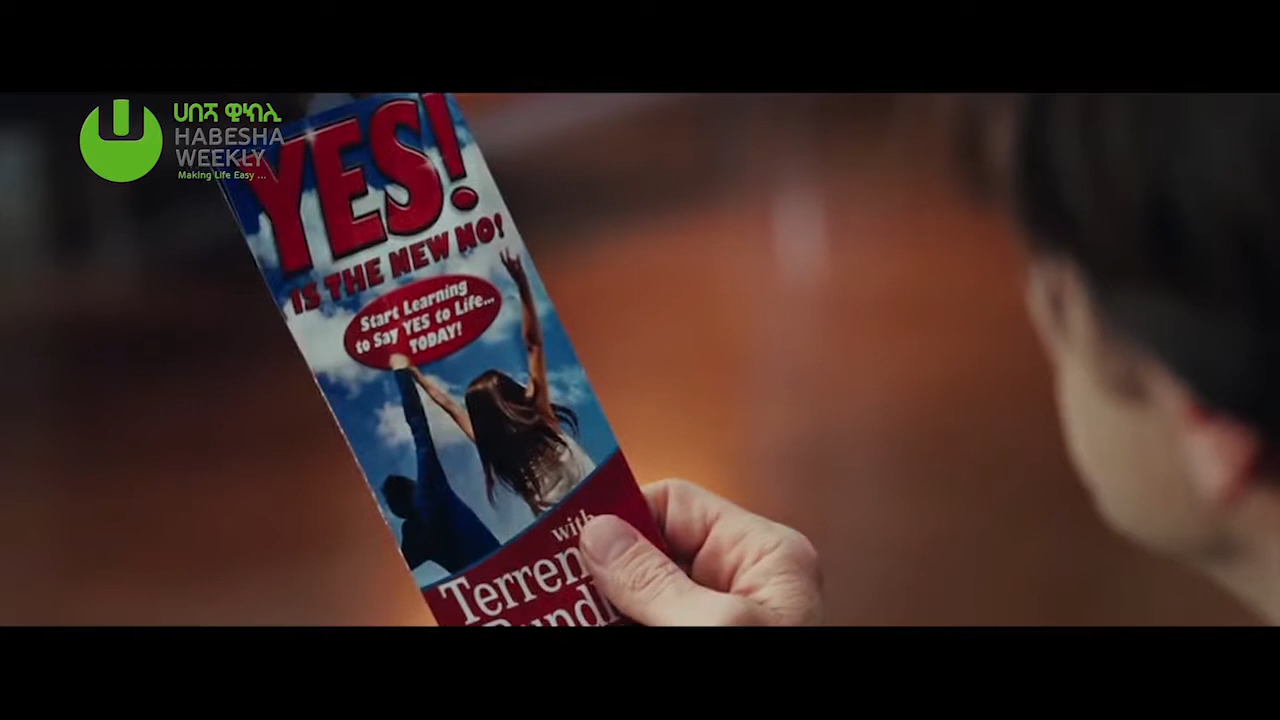 ሀበሻ ዊክሊ
HABESHA
WEEKLY
Making Life Easy ...
YES!
IS THE NEW NO!
Start Learning
to Say YES to Life...
TODAY!
with